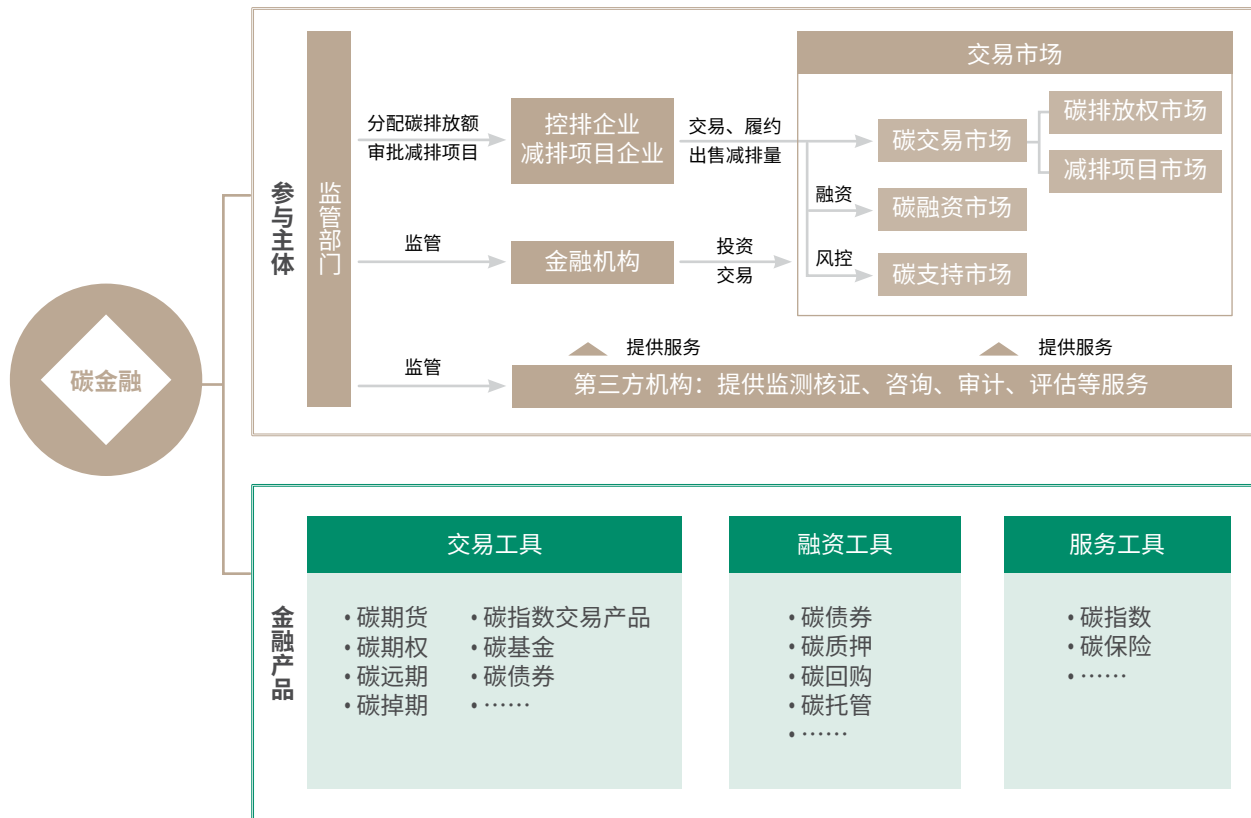 碳金融
参与主体
监管部门
分配碳排放额
审批减排项目
控排企业
减排项目企业
交易、履约
出售减排量
交易市场
碳交易市场
碳排放权市场
减排项目市场
融资
碳融资市场
监管
金融机构
投资
交易
风控
碳支持市场
提供服务
提供服务
监管
第三方机构：提供监测核证、咨询、审计、评估等服务
金融产品
交易工具
• 碳期货
• 碳期权
• 碳远期
• 碳掉期
• 碳指数交易产品
• 碳基金
• 碳债券
• ……
融资工具
• 碳债券
• 碳质押
• 碳回购
• 碳托管
• ……
服务工具
• 碳指数
• 碳保险
• ……